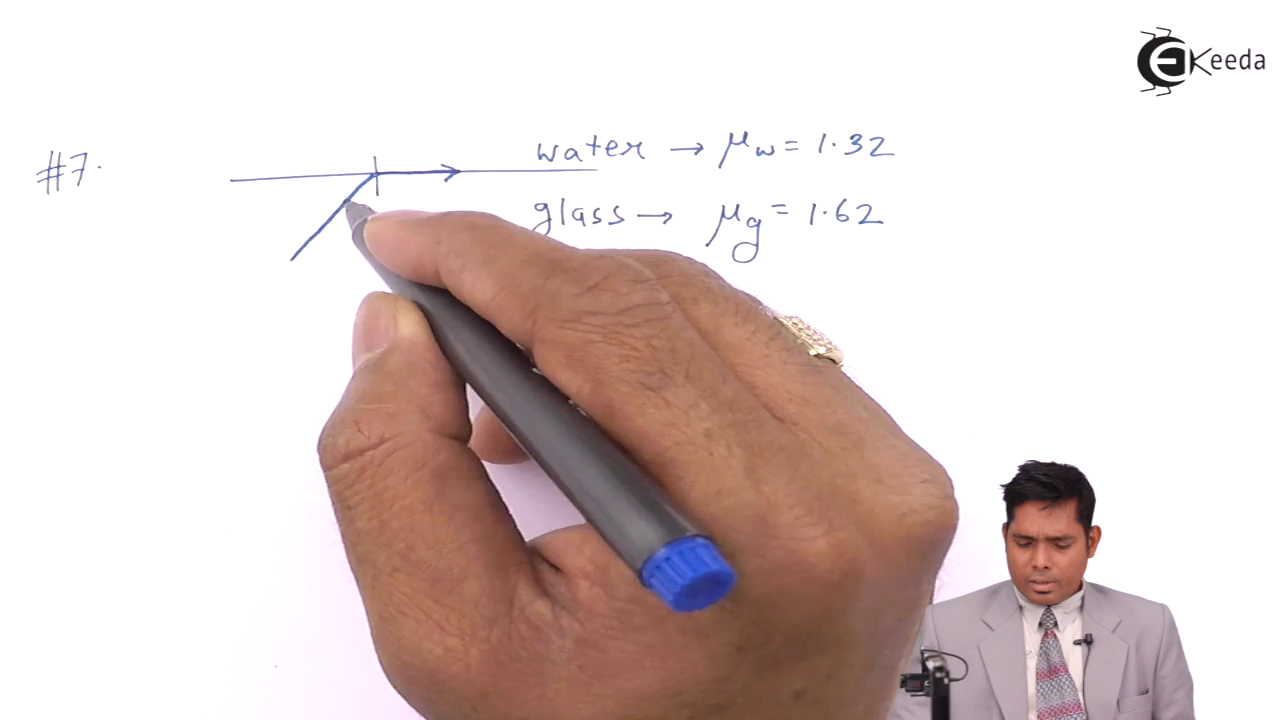 Keeda
#7.
water → μw = 1.32
glass → μg = 1.62